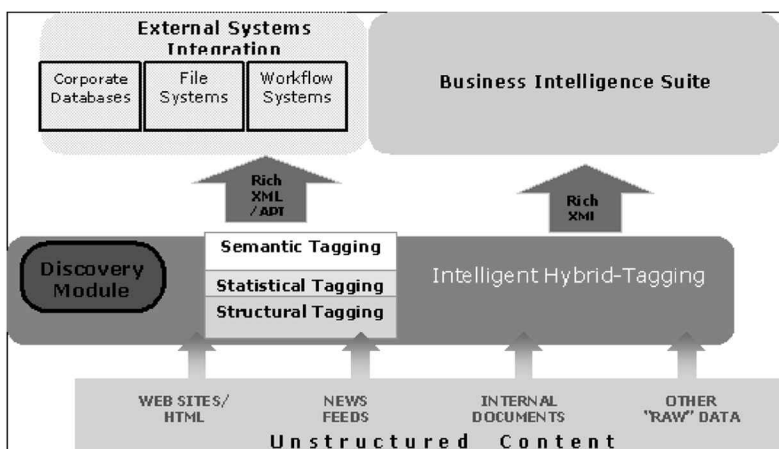 External Systems
Integration
Corporate
Databases
File
Systems
Workflow
Systems
Business Intelligence Suite
Rich
XML
/ API
Rich
XML
Discovery
Module
Semantic Tagging
Statistical Tagging
Structural Tagging
Intelligent Hybrid-Tagging
WEB SITES/
HTML
NEWS
FEEDS
INTERNAL
DOCUMENTS
OTHER
"RAW" DATA
Unstructured Content